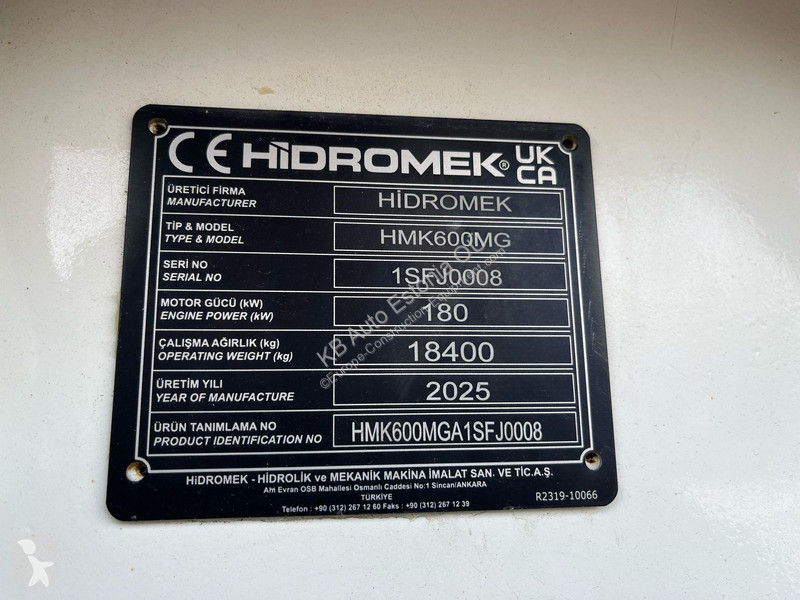 CE HİDROMEK® UK CA
ÜRETİCİ FİRMA
MANUFACTURER
HİDROMEK
TİP & MODEL
TYPE & MODEL
HMK600MG
SERİ NO
SERIAL NO
1SFJ0008
MOTOR GÜCÜ (kW)
ENGINE POWER (kW)
180
ÇALIŞMA AĞIRLIK (kg)
OPERATING WEIGHT (kg)
18400
ÜRETİM YILI
YEAR OF MANUFACTURE
2025
ÜRÜN TANIMLAMA NO
PRODUCT IDENTIFICATION NO
HMK600MGA1SFJ0008
HİDROMEK - HİDROLİK ve MEKANİK MAKİNA İMALAT SAN. VE TİC.A.Ş.
Ahi Evran OSB Mahallesi Osmanlı Caddesi No:1 Sincan/ANKARA
TÜRKİYE
Telefon : +90 (312) 267 12 60 Faks : +90 (312) 267 12 39
R2319-10066
KB Auto Estonia OÜ
©Europe-Construction-Equipment.com